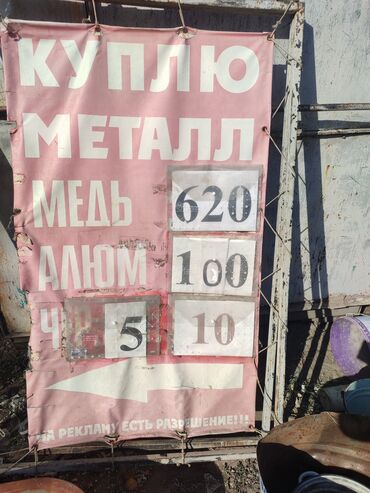 КУПЛЮ
МЕТАЛЛ
МЕДЬ 620
АЛЮМ 100
Ч 5 10
НА РЕКЛАМУ ЕСТЬ РАЗРЕШЕНИЕ!!!